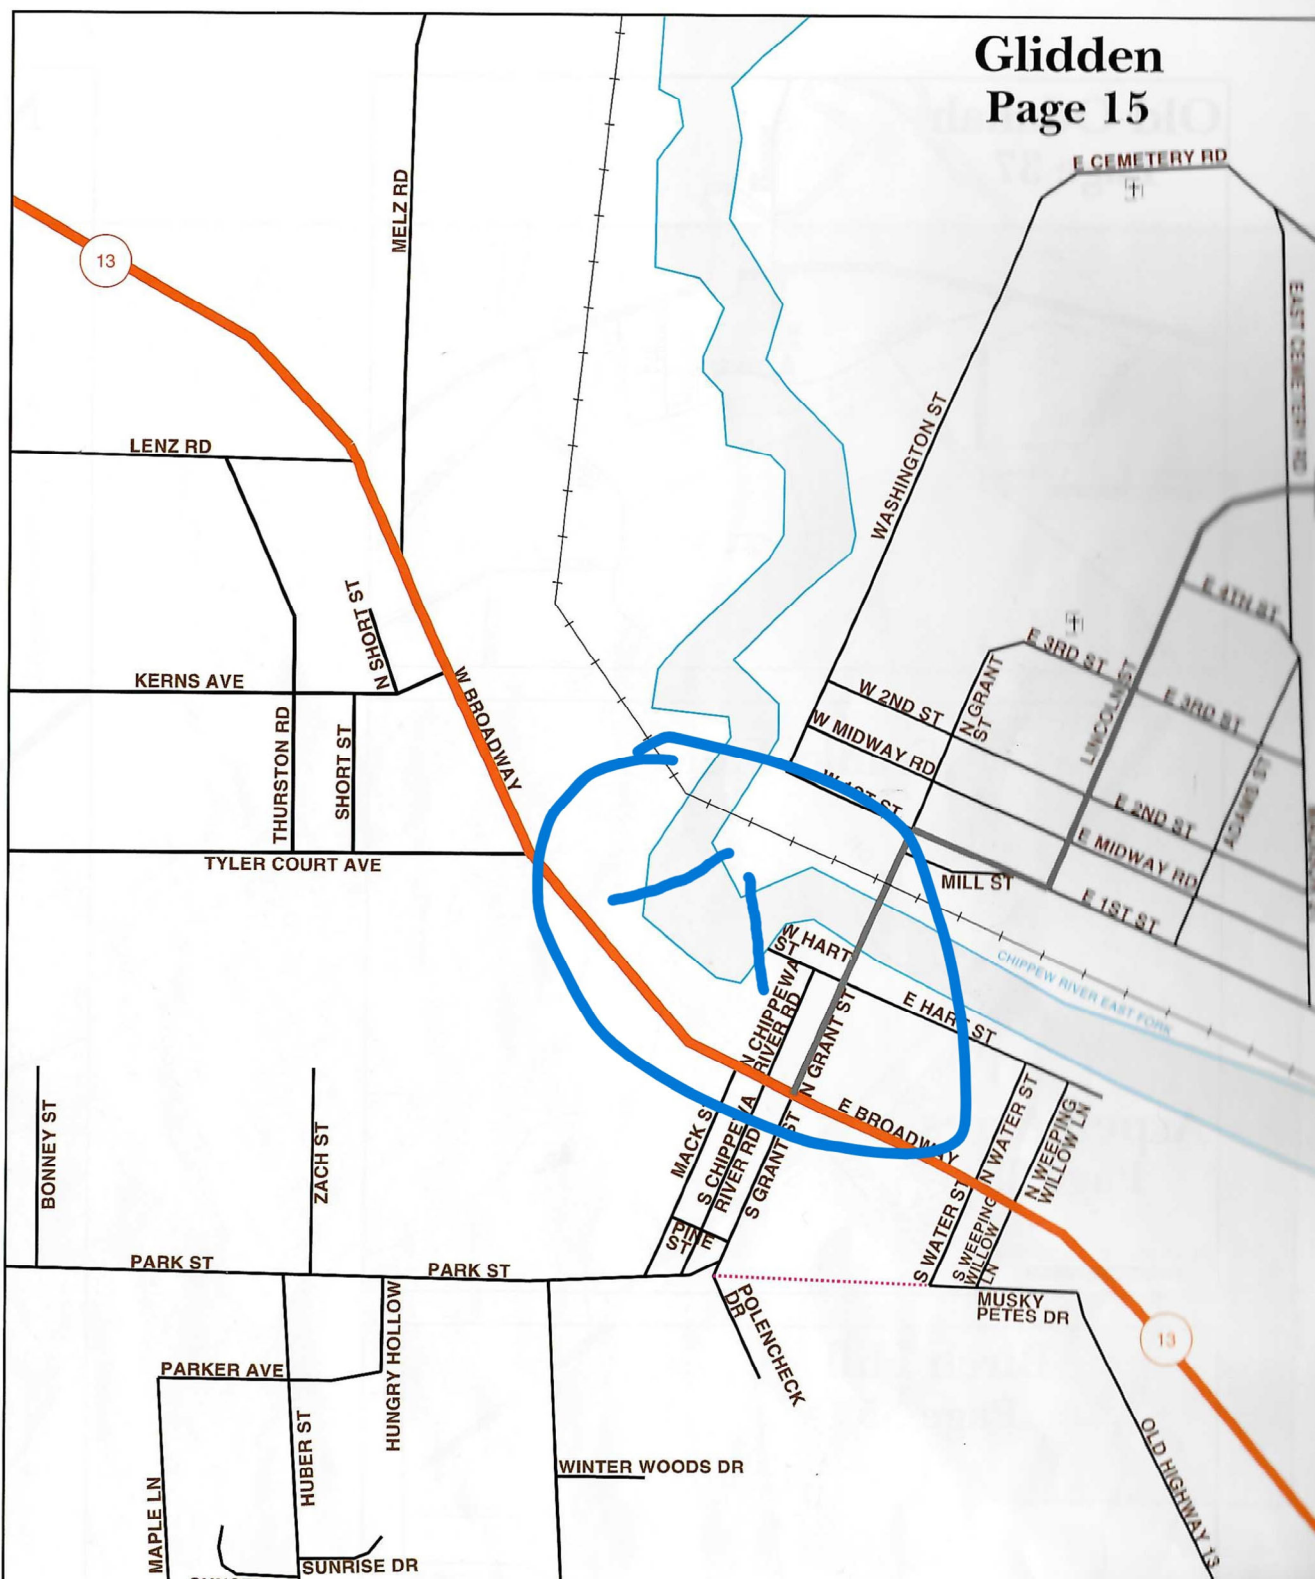 Glidden
Page 15
E CEMETERY RD
13
MELZ RD
EAST CEMETERY RD
LENZ RD
WASHINGTON ST
E 4TH ST
N SHORT ST
E 3RD ST
KERNS AVE
W BROADWAY
W 2ND ST
N GRANT
ST
LINCOLN ST
E 3RD ST
THURSTON RD
SHORT ST
W MIDWAY RD
W 1ST ST
E 2ND ST
ADAMS ST
TYLER COURT AVE
MILL ST
E MIDWAY RD
E 1ST ST
W HART
ST
CHIPPEW RIVER EAST FORK
N CHIPPEWA
RIVER RD
N GRANT ST
E HART ST
BONNEY ST
ZACH ST
MACK ST
S CHIPPEWA
RIVER RD
S GRANT ST
E BROADWAY
N WATER ST
N WEEPING
WILLOW LN
PINE
ST
S WATER ST
S WEEPING
WILLOW
LN
PARK ST
PARK ST
MUSKY
PETES DR
POLENCHECK
DR
13
PARKER AVE
HUNGRY HOLLOW
HUBER ST
MAPLE LN
WINTER WOODS DR
OLD HIGHWAY 13
SUNRISE DR